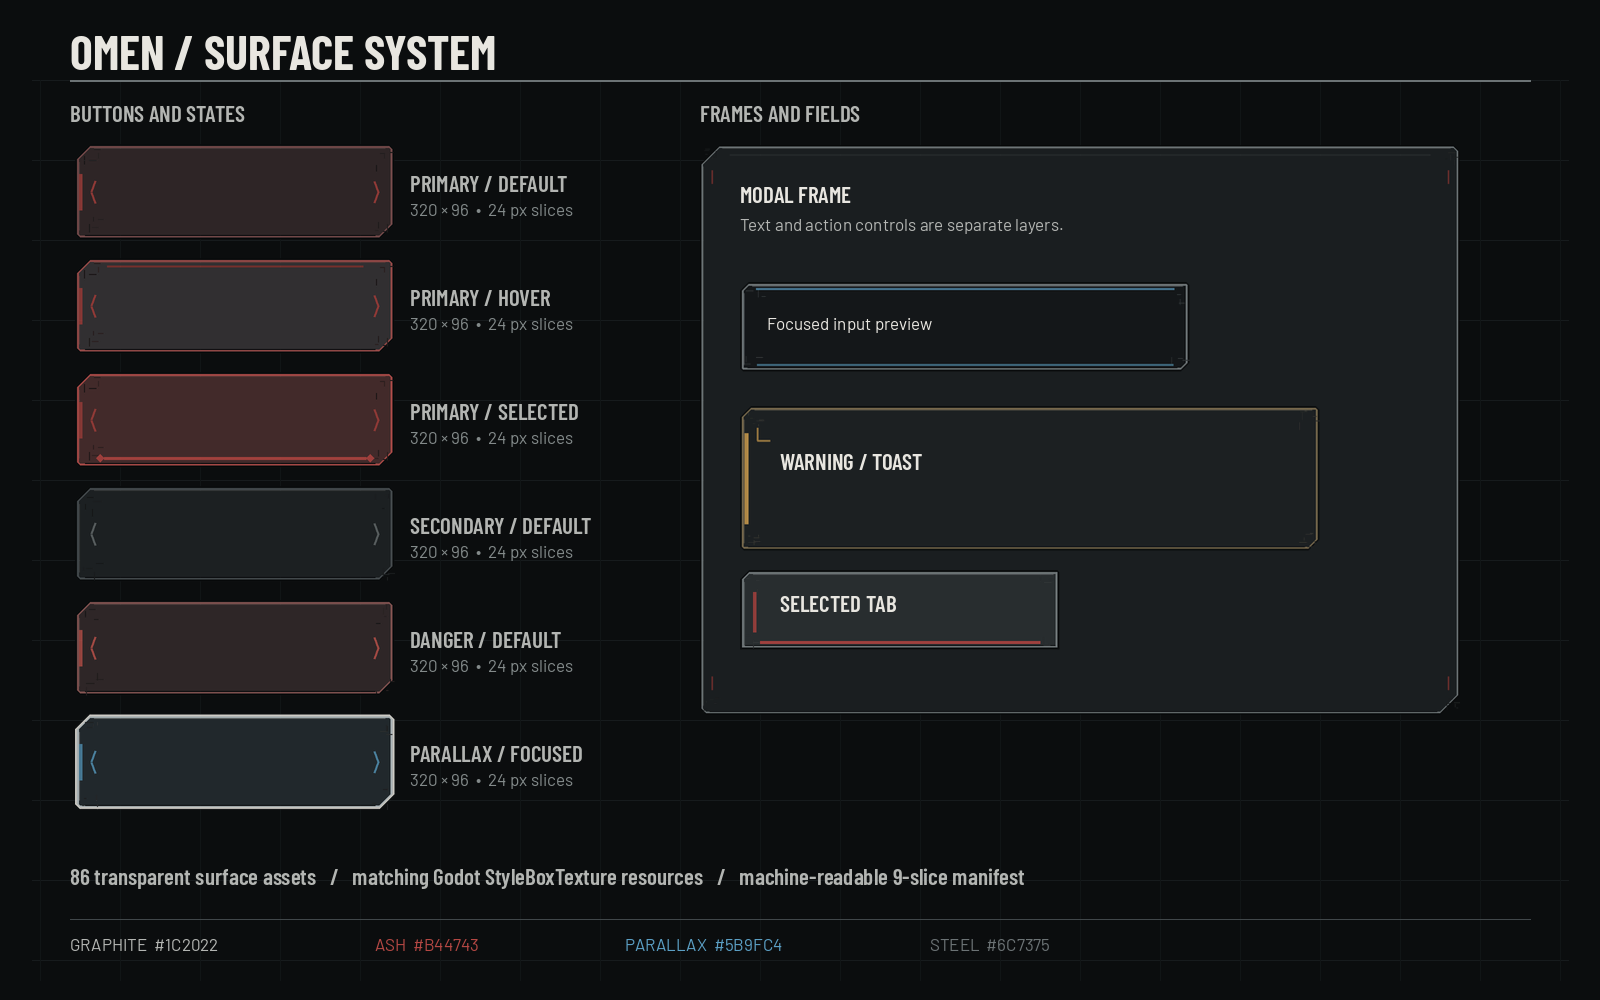 OMEN / SURFACE SYSTEM
BUTTONS AND STATES
PRIMARY / DEFAULT
320 × 96 • 24 px slices
PRIMARY / HOVER
320 × 96 • 24 px slices
PRIMARY / SELECTED
320 × 96 • 24 px slices
SECONDARY / DEFAULT
320 × 96 • 24 px slices
DANGER / DEFAULT
320 × 96 • 24 px slices
PARALLAX / FOCUSED
320 × 96 • 24 px slices
FRAMES AND FIELDS
MODAL FRAME
Text and action controls are separate layers.
Focused input preview
WARNING / TOAST
SELECTED TAB
86 transparent surface assets / matching Godot StyleBoxTexture resources / machine-readable 9-slice manifest
GRAPHITE #1C2022 ASH #B44743 PARALLAX #5B9FC4 STEEL #6C7375